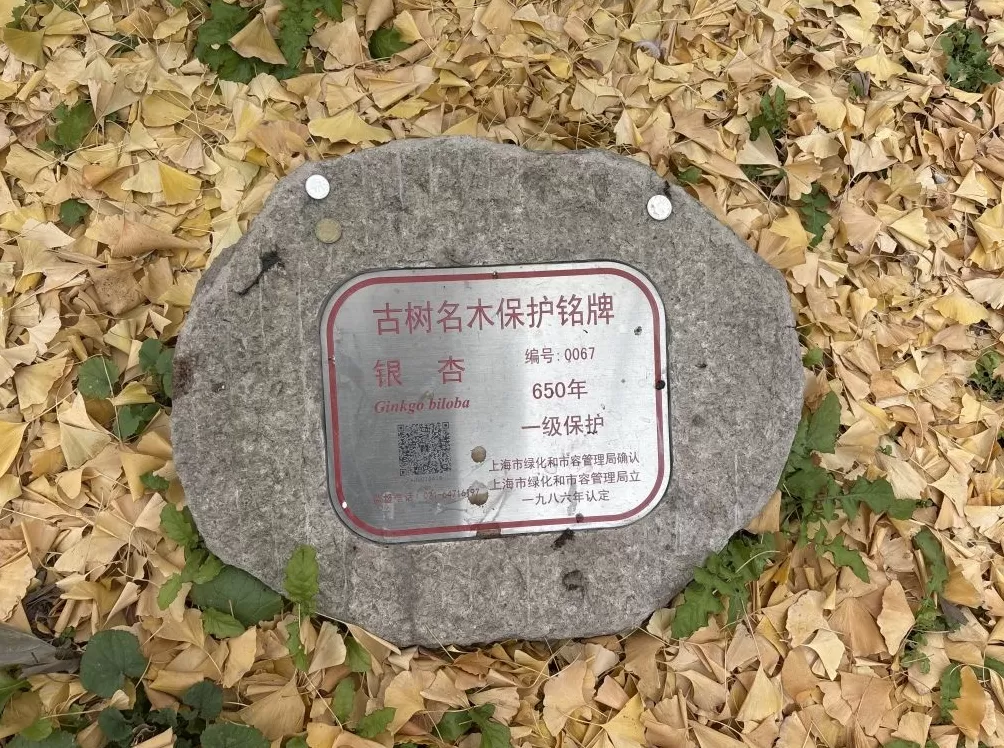 古树名木保护铭牌
银 杏
Ginkgo biloba
编号:0067
650年
一级保护
上海市绿化和市容管理局确认
上海市绿化和市容管理局立
一九八六年认定